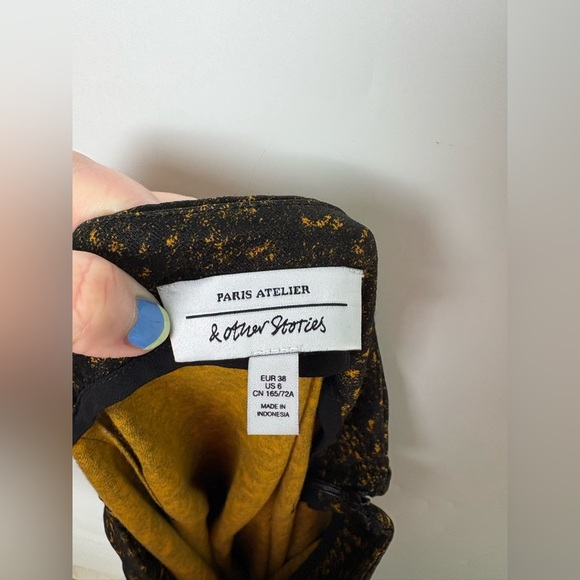 PARIS ATELIER
& other Stories
EUR 38
US 6
CN 165/72A
MADE IN
INDONESIA